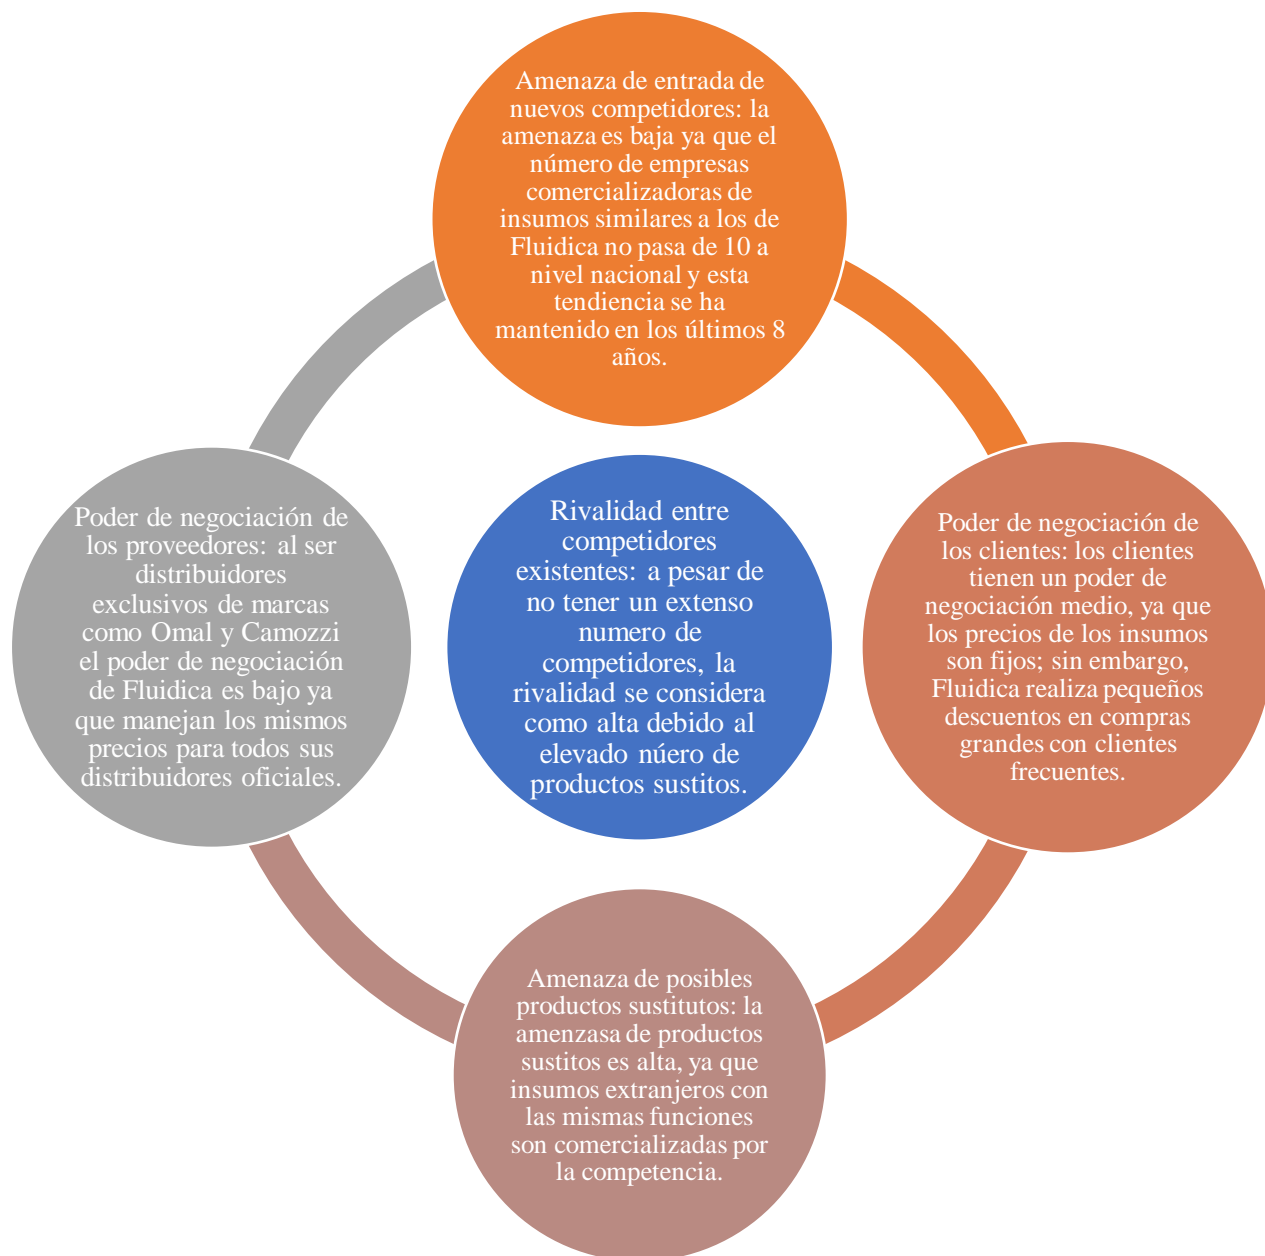 Amenaza de entrada de
nuevos competidores: la
amenaza es baja ya que el
número de empresas
comercializadoras de
insumos similares a los de
Fluidica no pasa de 10 a
nivel nacional y esta
tendiencia se ha
mantenido en los últimos 8
años.
Poder de negociación de
los proveedores: al ser
distribuidores
exclusivos de marcas
como Omal y Camozzi
el poder de negociación
de Fluidica es bajo ya
que manejan los mismos
precios para todos sus
distribuidores oficiales.
Rivalidad entre
competidores
existentes: a pesar de
no tener un extenso
numero de
competidores, la
rivalidad se considera
como alta debido al
elevado núero de
productos sustitos.
Poder de negociación de
los clientes: los clientes
tienen un poder de
negociación medio, ya que
los precios de los insumos
son fijos; sin embargo,
Fluidica realiza pequeños
descuentos en compras
grandes con clientes
frecuentes.
Amenaza de posibles
productos sustitutos: la
amenzasa de productos
sustitos es alta, ya que
insumos extranjeros con
las mismas funciones
son comercializadas por
la competencia.